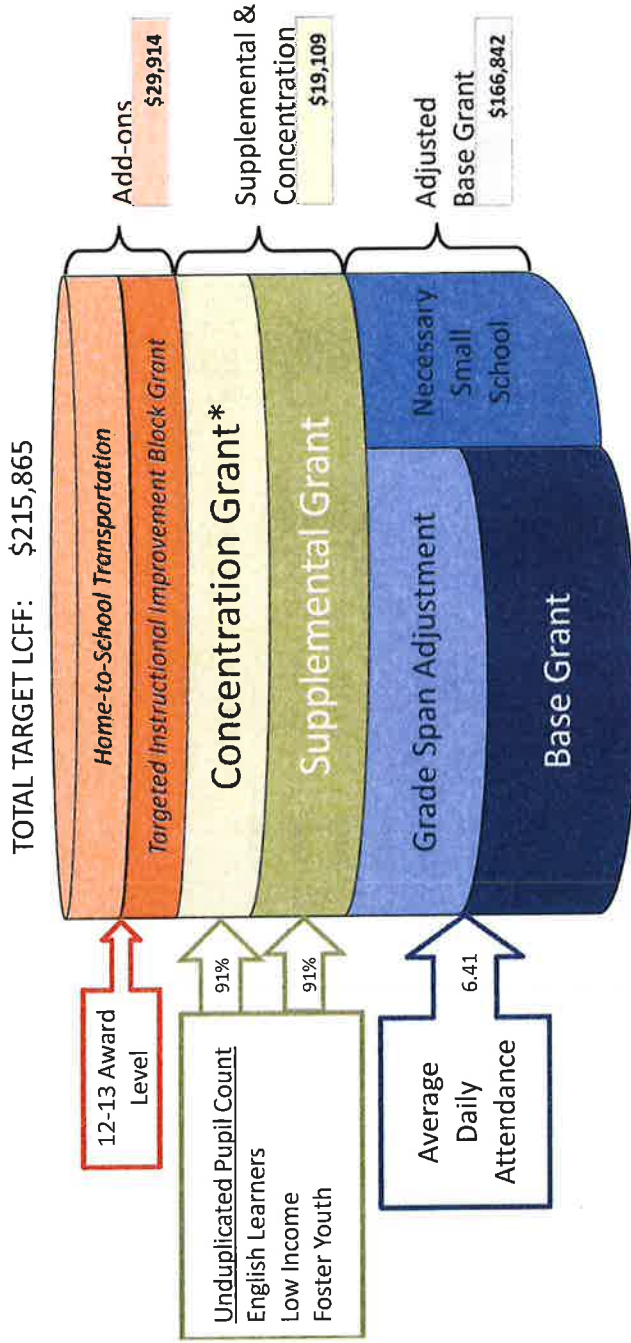 TOTAL TARGET LCFF: $215,865
12-13 Award
Level
Unduplicated Pupil Count
English Learners
Low Income
Foster Youth
91%
91%
Average
Daily
Attendance
6.41
Home-to-School Transportation
Targeted Instructional Improvement Block Grant
Concentration Grant*
Supplemental Grant
Grade Span Adjustment
Base Grant
Necessary
Small
School
Add-ons
$29,914
Supplemental &
Concentration
$19,109
Adjusted
Base Grant
$166,842